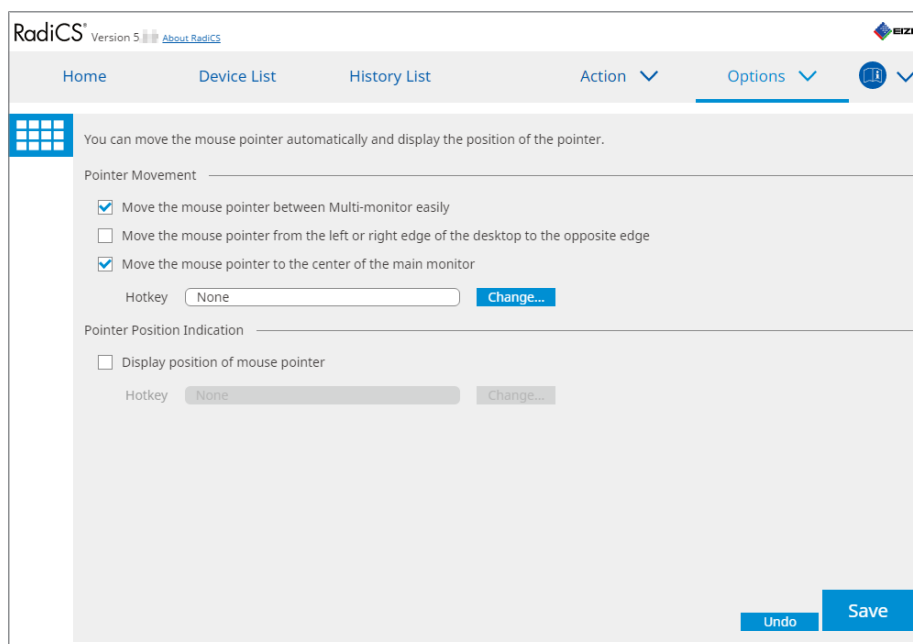 RadiCS® Version 5. About RadiCS
Home Device List History List Action Options
You can move the mouse pointer automatically and display the position of the pointer.
Pointer Movement
Move the mouse pointer between Multi-monitor easily
Move the mouse pointer from the left or right edge of the desktop to the opposite edge
Move the mouse pointer to the center of the main monitor
Hotkey None Change...
Pointer Position Indication
Display position of mouse pointer
Hotkey None Change...
Save
Undo